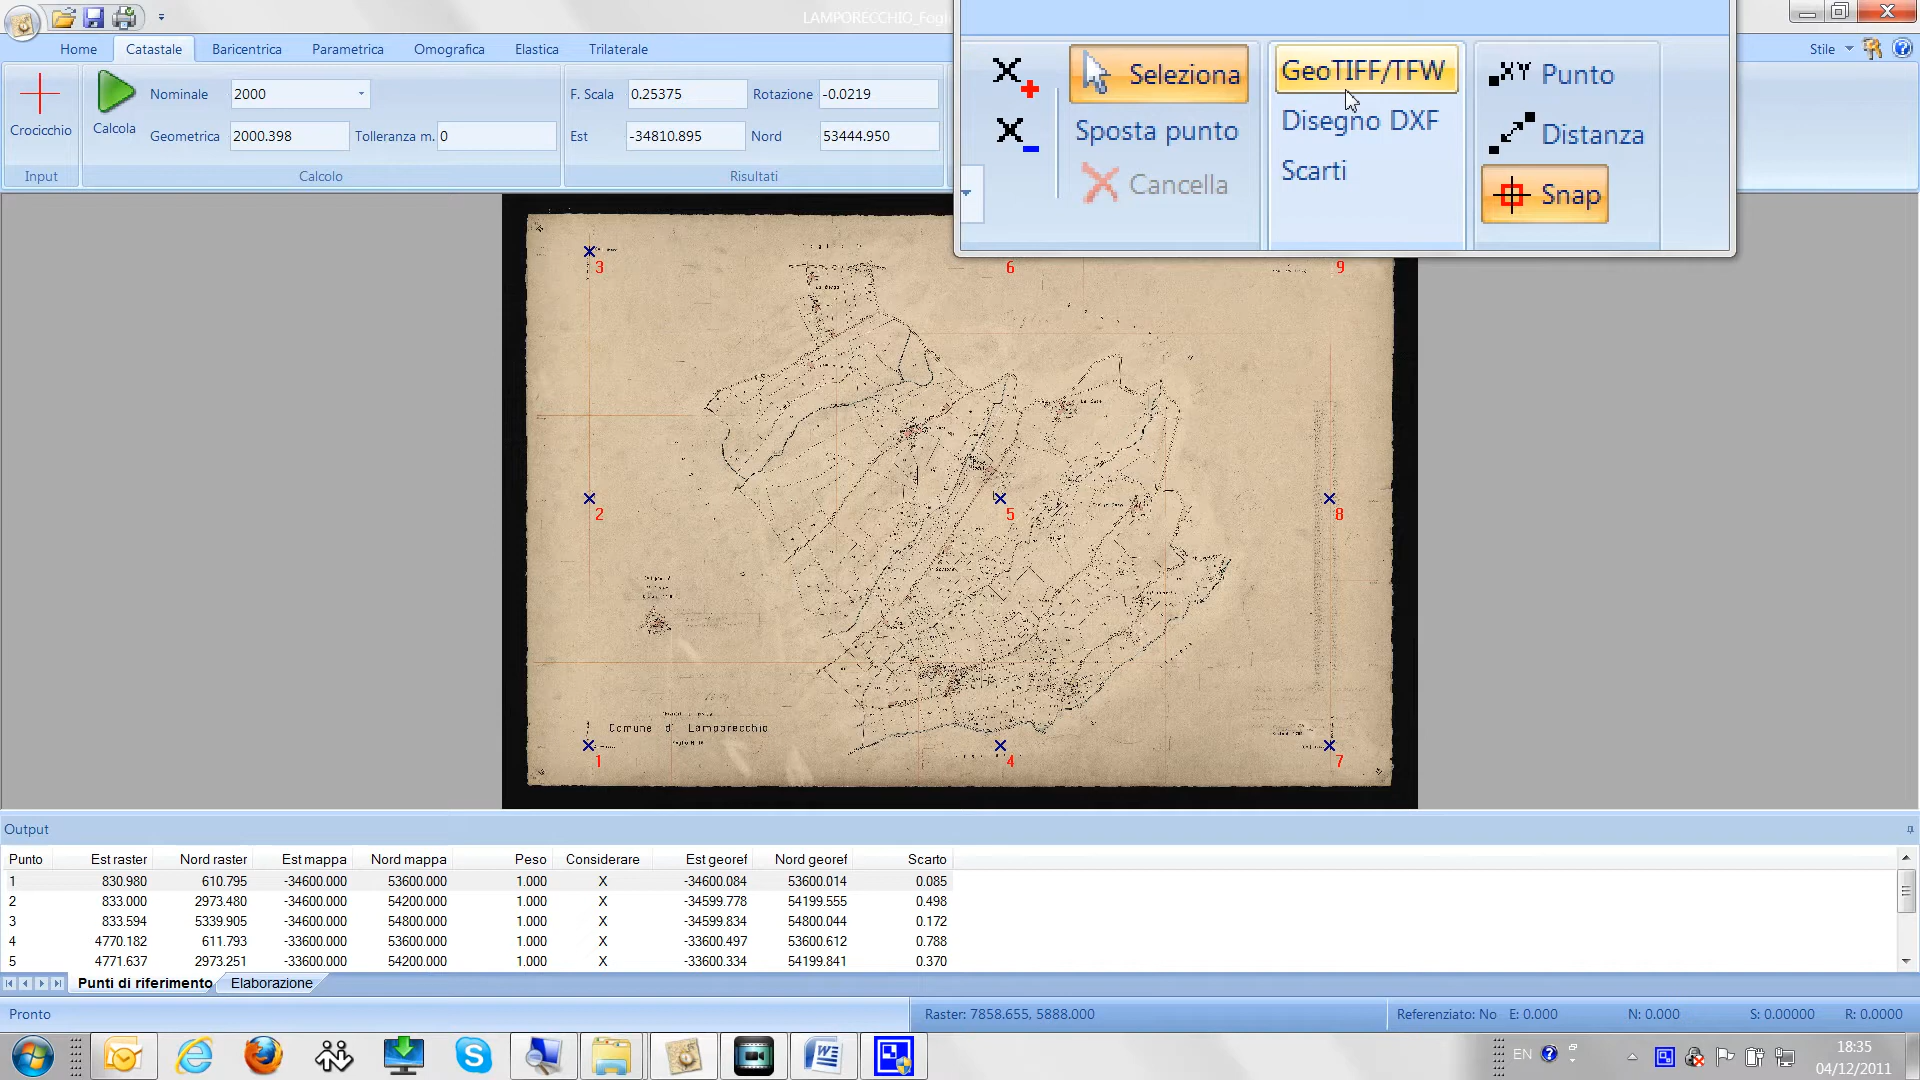 LAMPORECCHIO_Fogl
Home Catastale Baricentrica Parametrica Omografica Elastica Trilaterale
Stile
Crocicchio
Input
Calcola
Nominale 2000
Geometrica 2000.398 Tolleranza m. 0
Calcolo
F. Scala 0.25375 Rotazione -0.0219
Est -34810.895 Nord 53444.950
Risultati
Seleziona
Sposta punto
Cancella
GeoTIFF/TFW
Disegno DXF
Scarti
XY Punto
Distanza
Snap
3
6
9
2
5
8
Comune d Lamporecchio
1
4
7
Output
Punto Est raster Nord raster Est mappa Nord mappa Peso Considerare Est georef Nord georef Scarto
1 830.980 610.795 -34600.000 53600.000 1.000 X -34600.084 53600.014 0.085
2 833.000 2973.480 -34600.000 54200.000 1.000 X -34599.778 54199.555 0.498
3 833.594 5339.905 -34600.000 54800.000 1.000 X -34599.834 54800.044 0.172
4 4770.182 611.793 -33600.000 53600.000 1.000 X -33600.497 53600.612 0.788
5 4771.637 2973.251 -33600.000 54200.000 1.000 X -33600.334 54199.841 0.370
Punti di riferimento Elaborazione
Pronto
Raster: 7858.655, 5888.000
Referenziato: No E: 0.000 N: 0.000 S: 0.00000 R: 0.0000
EN
18:35
04/12/2011